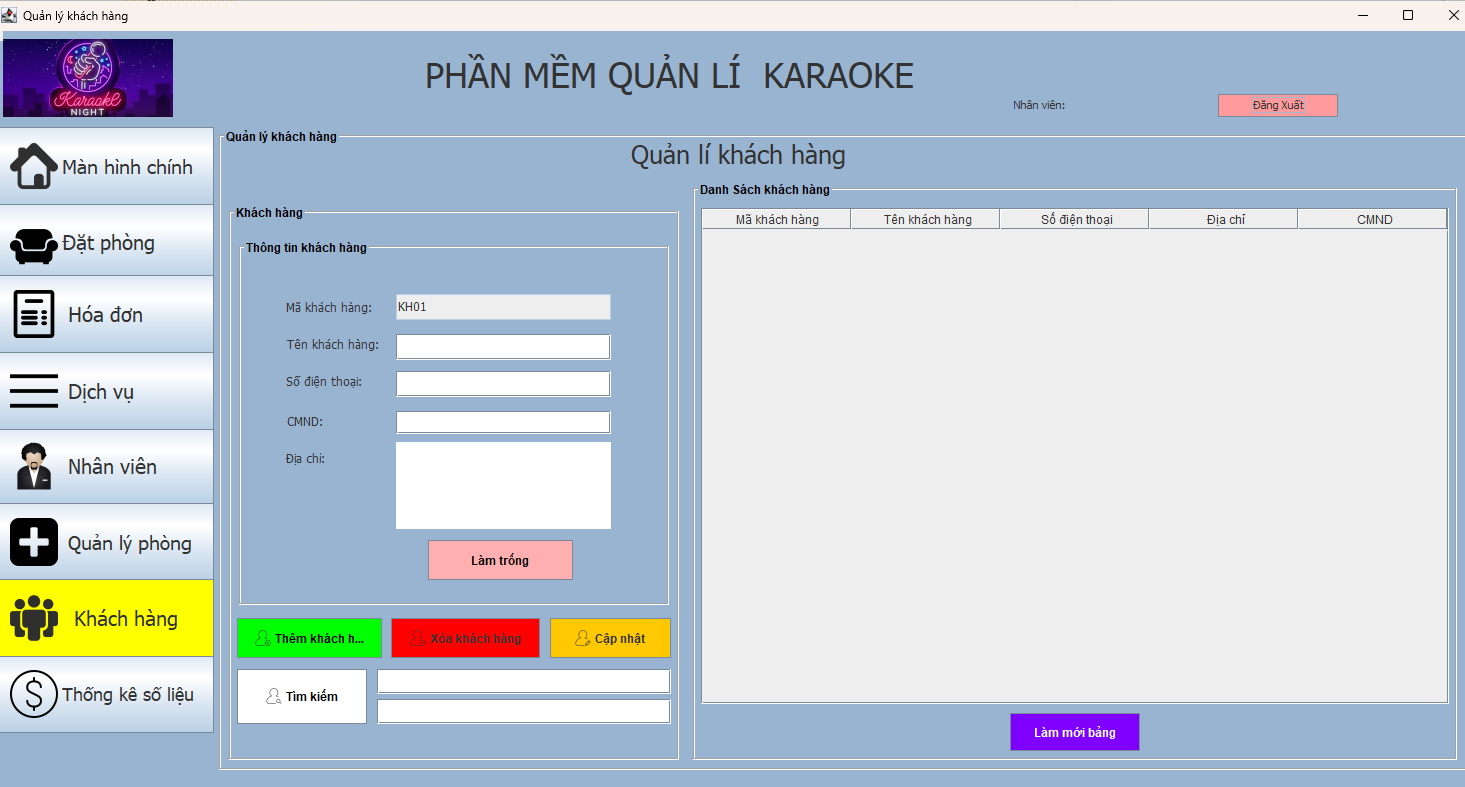 Quản lý khách hàng
Karaoke
NIGHT
PHẦN MỀM QUẢN LÍ  KARAOKE
Nhân viên:
Đăng Xuất
Màn hình chính
Đặt phòng
Hóa đơn
Dịch vụ
Nhân viên
Quản lý phòng
Khách hàng
Thống kê số liệu
Quản lý khách hàng
Quản lí khách hàng
Khách hàng
Thông tin khách hàng
Mã khách hàng: KH01
Tên khách hàng:
Số điện thoại:
CMND:
Địa chỉ:
Làm trống
Thêm khách h...
Xóa khách hàng
Cập nhật
Tìm kiếm
Danh Sách khách hàng
Mã khách hàng Tên khách hàng Số điện thoại Địa chỉ CMND
Làm mới bảng